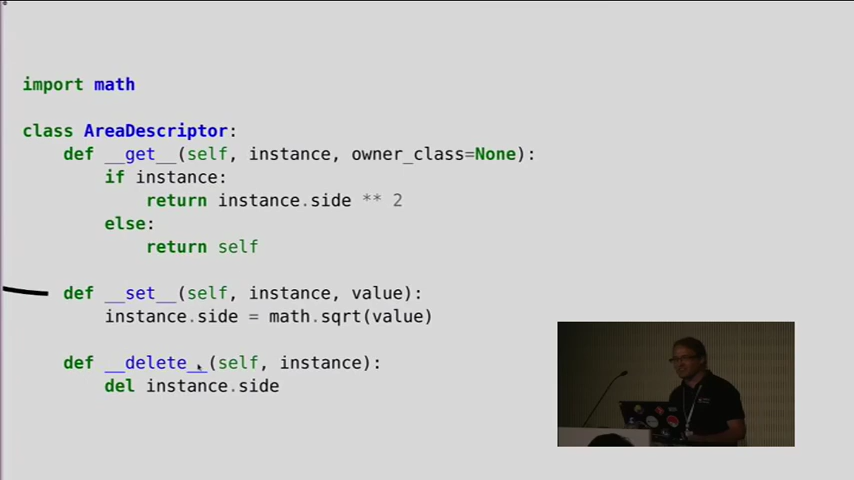 import math
class AreaDescriptor:
def __get__(self, instance, owner_class=None):
if instance:
return instance.side ** 2
else:
return self
def __set__(self, instance, value):
instance.side = math.sqrt(value)
def __delete__(self, instance):
del instance.side